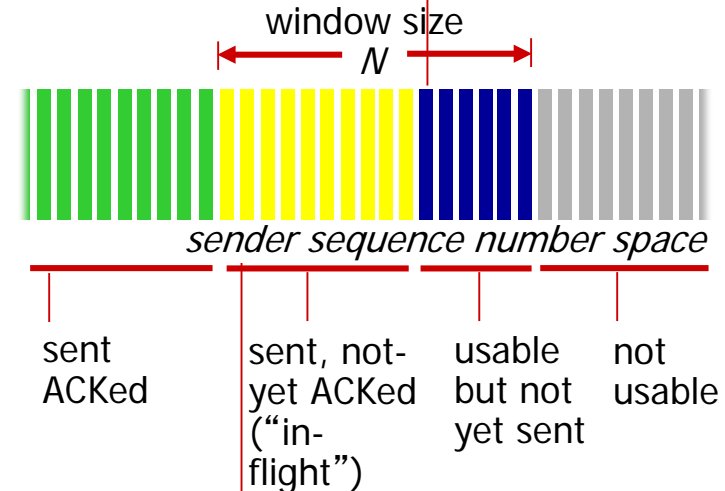 window size
N
sender sequence number space
sent
ACKed
sent, not-
yet ACKed
(“in-
flight”)
usable
but not
yet sent
not
usable